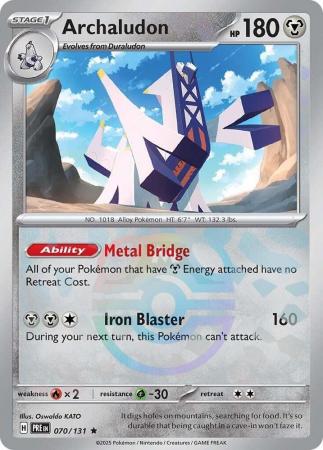 STAGE 1 Archaludon HP 180
Evolves from Duraludon
NO. 1018 Alloy Pokémon HT: 6'7" WT: 132.3 lbs.
Ability Metal Bridge
All of your Pokémon that have Energy attached have no
Retreat Cost.
Iron Blaster 160
During your next turn, this Pokémon can't attack.
weakness ×2 resistance -30 retreat
Illus. Oswaldo KATO
It digs holes on mountains, searching for food. It's so
durable that being caught in a cave-in won't faze it.
H PRE EN 070/131 ★
©2025 Pokémon / Nintendo / Creatures / GAME FREAK